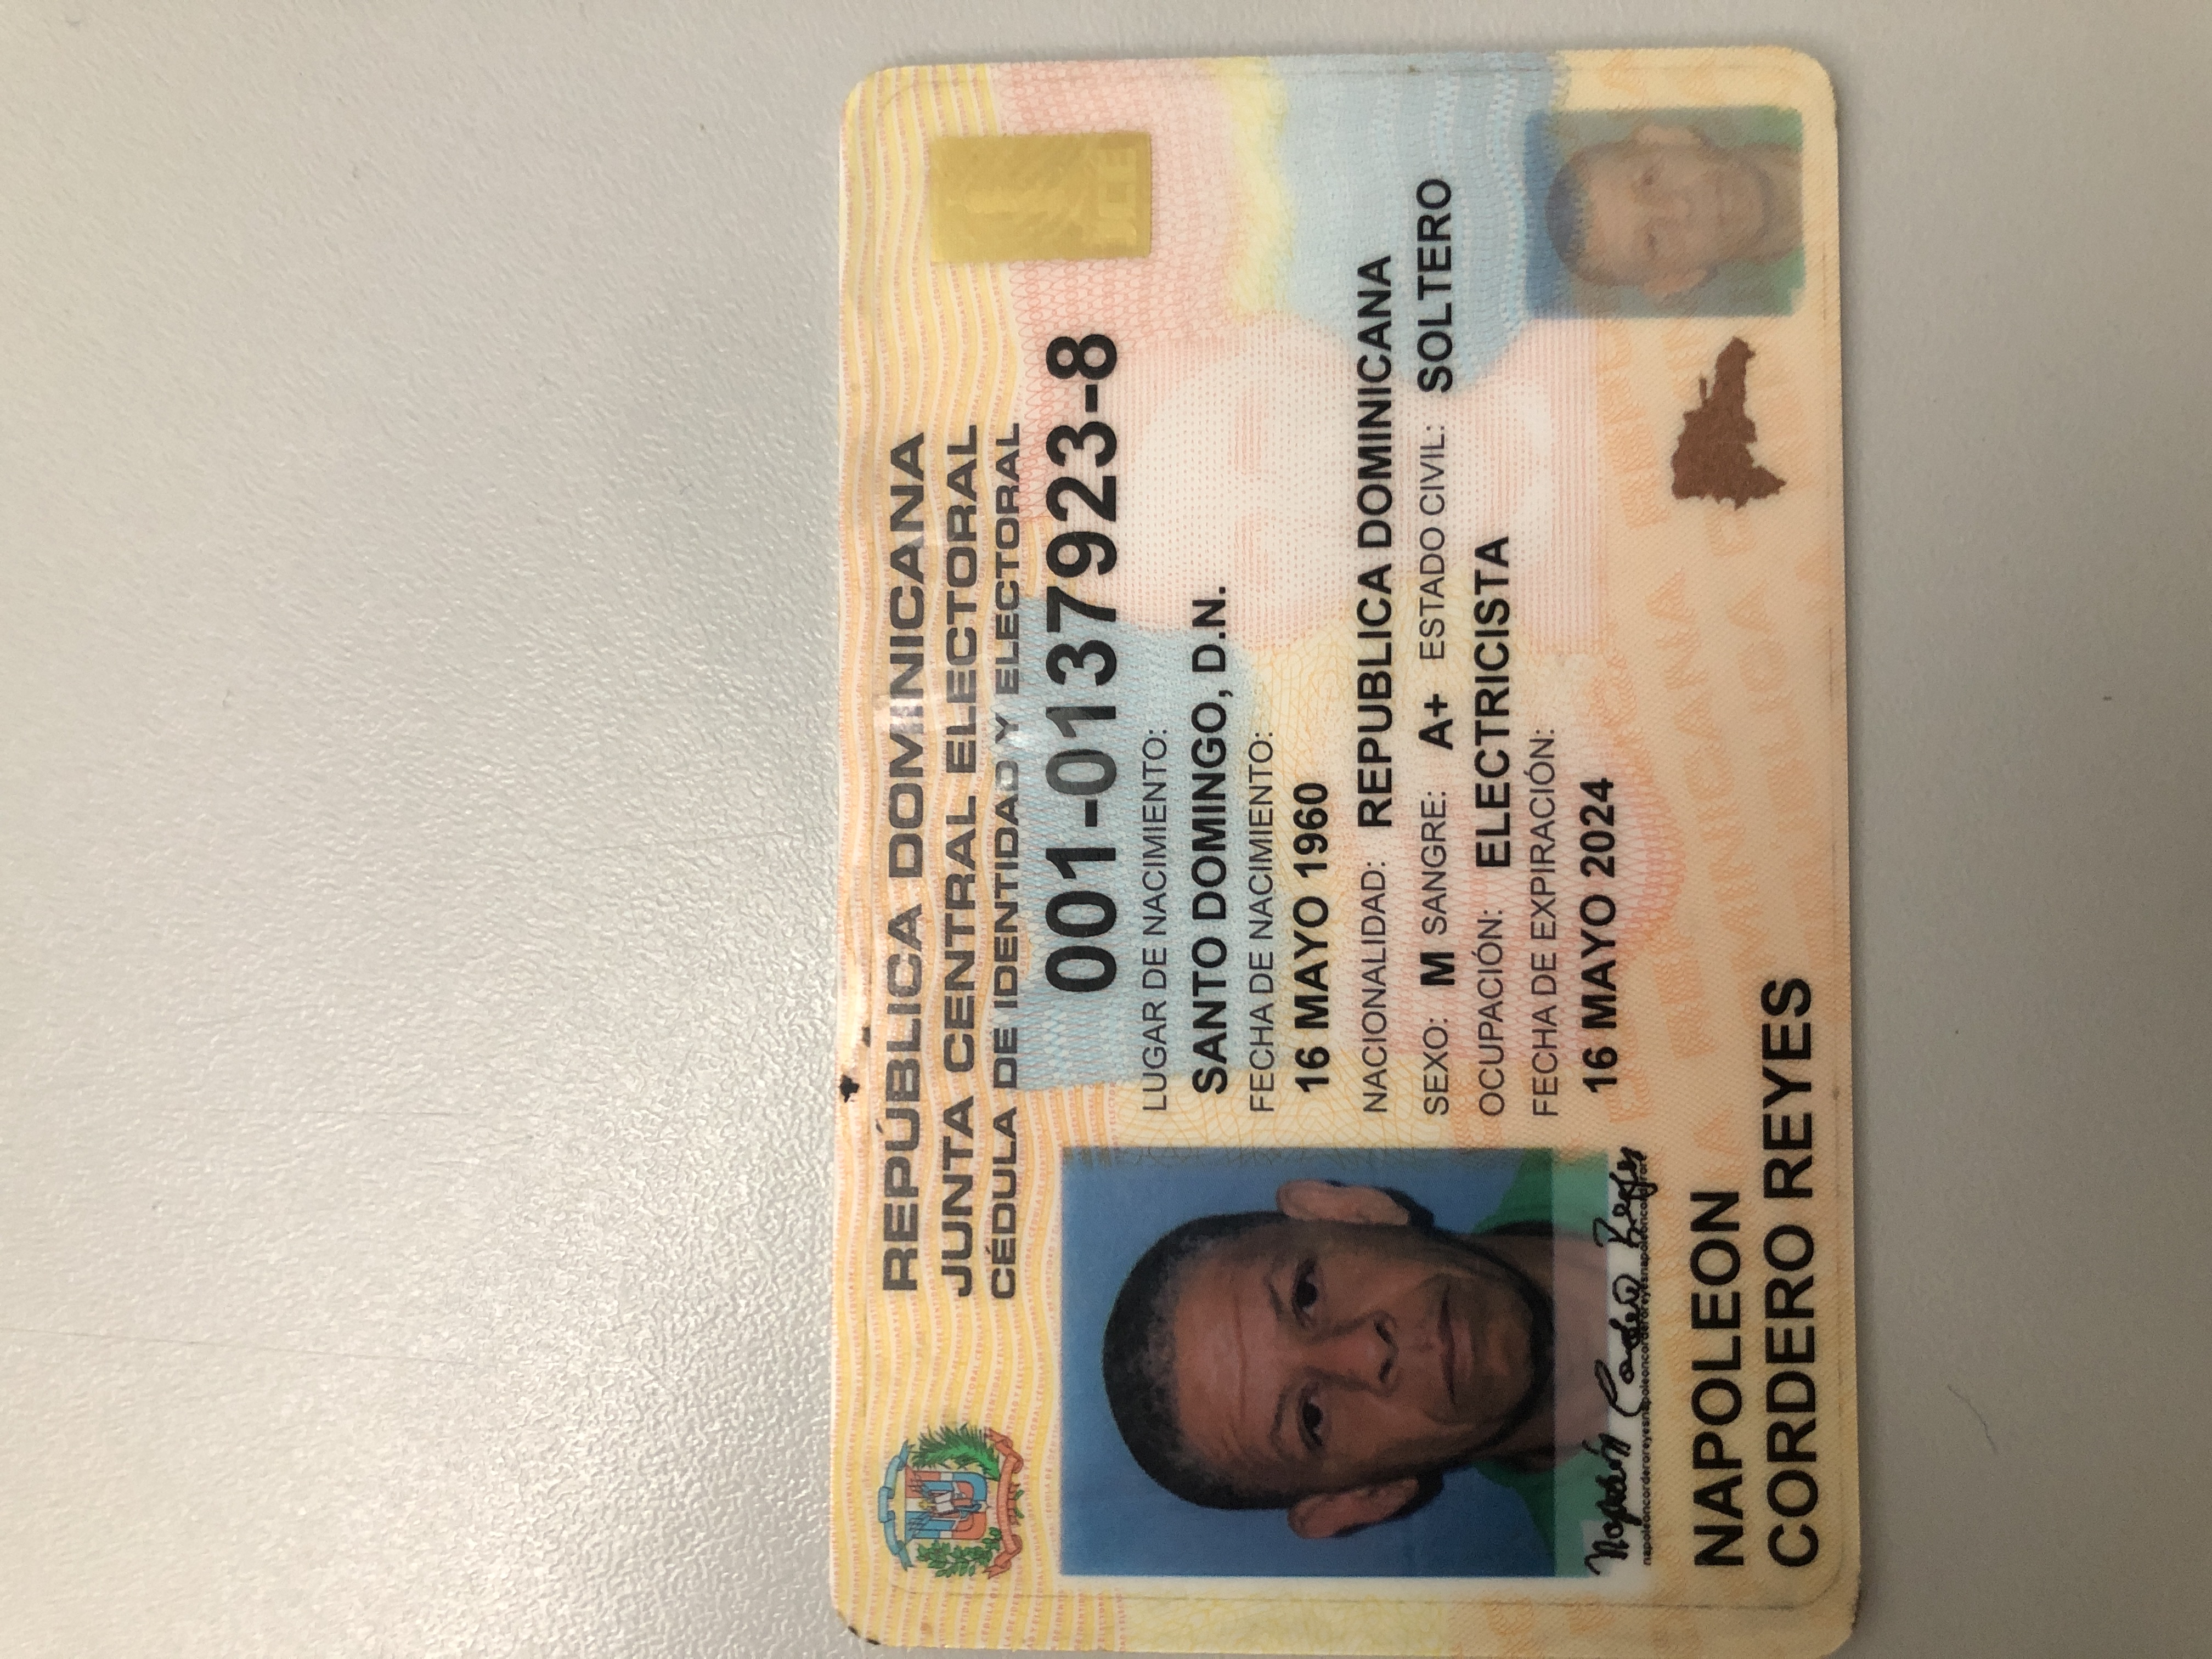 REPÚBLICA DOMINICANA
JUNTA CENTRAL ELECTORAL
CÉDULA DE IDENTIDAD Y ELECTORAL
JCE
001-0137923-8
LUGAR DE NACIMIENTO:
SANTO DOMINGO, D.N.
FECHA DE NACIMIENTO:
16 MAYO 1960
NACIONALIDAD: REPUBLICA DOMINICANA
SEXO: M SANGRE: A+ ESTADO CIVIL: SOLTERO
OCUPACIÓN: ELECTRICISTA
FECHA DE EXPIRACIÓN:
16 MAYO 2024
Napoleón Cordero Reyes
napoleoncorderoreyesnapoleoncorderoreyesnapoleoncorderore
NAPOLEON
CORDERO REYES